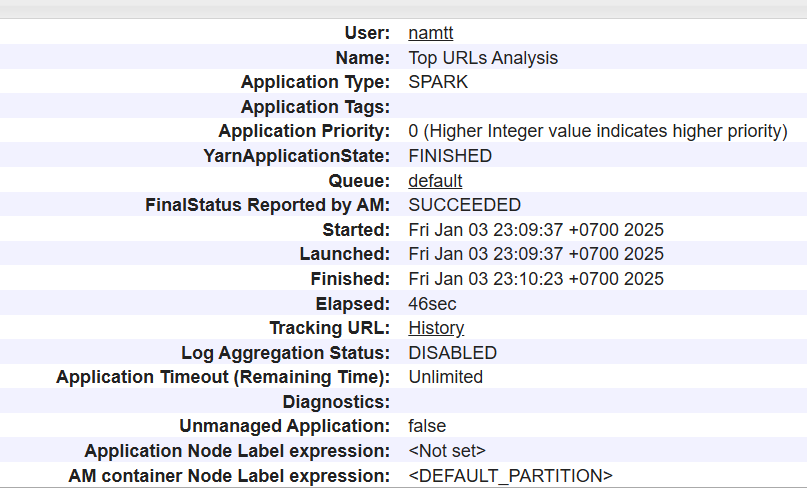 User: namtt
Name: Top URLs Analysis
Application Type: SPARK
Application Tags:
Application Priority: 0 (Higher Integer value indicates higher priority)
YarnApplicationState: FINISHED
Queue: default
FinalStatus Reported by AM: SUCCEEDED
Started: Fri Jan 03 23:09:37 +0700 2025
Launched: Fri Jan 03 23:09:37 +0700 2025
Finished: Fri Jan 03 23:10:23 +0700 2025
Elapsed: 46sec
Tracking URL: History
Log Aggregation Status: DISABLED
Application Timeout (Remaining Time): Unlimited
Diagnostics:
Unmanaged Application: false
Application Node Label expression: <Not set>
AM container Node Label expression: <DEFAULT_PARTITION>